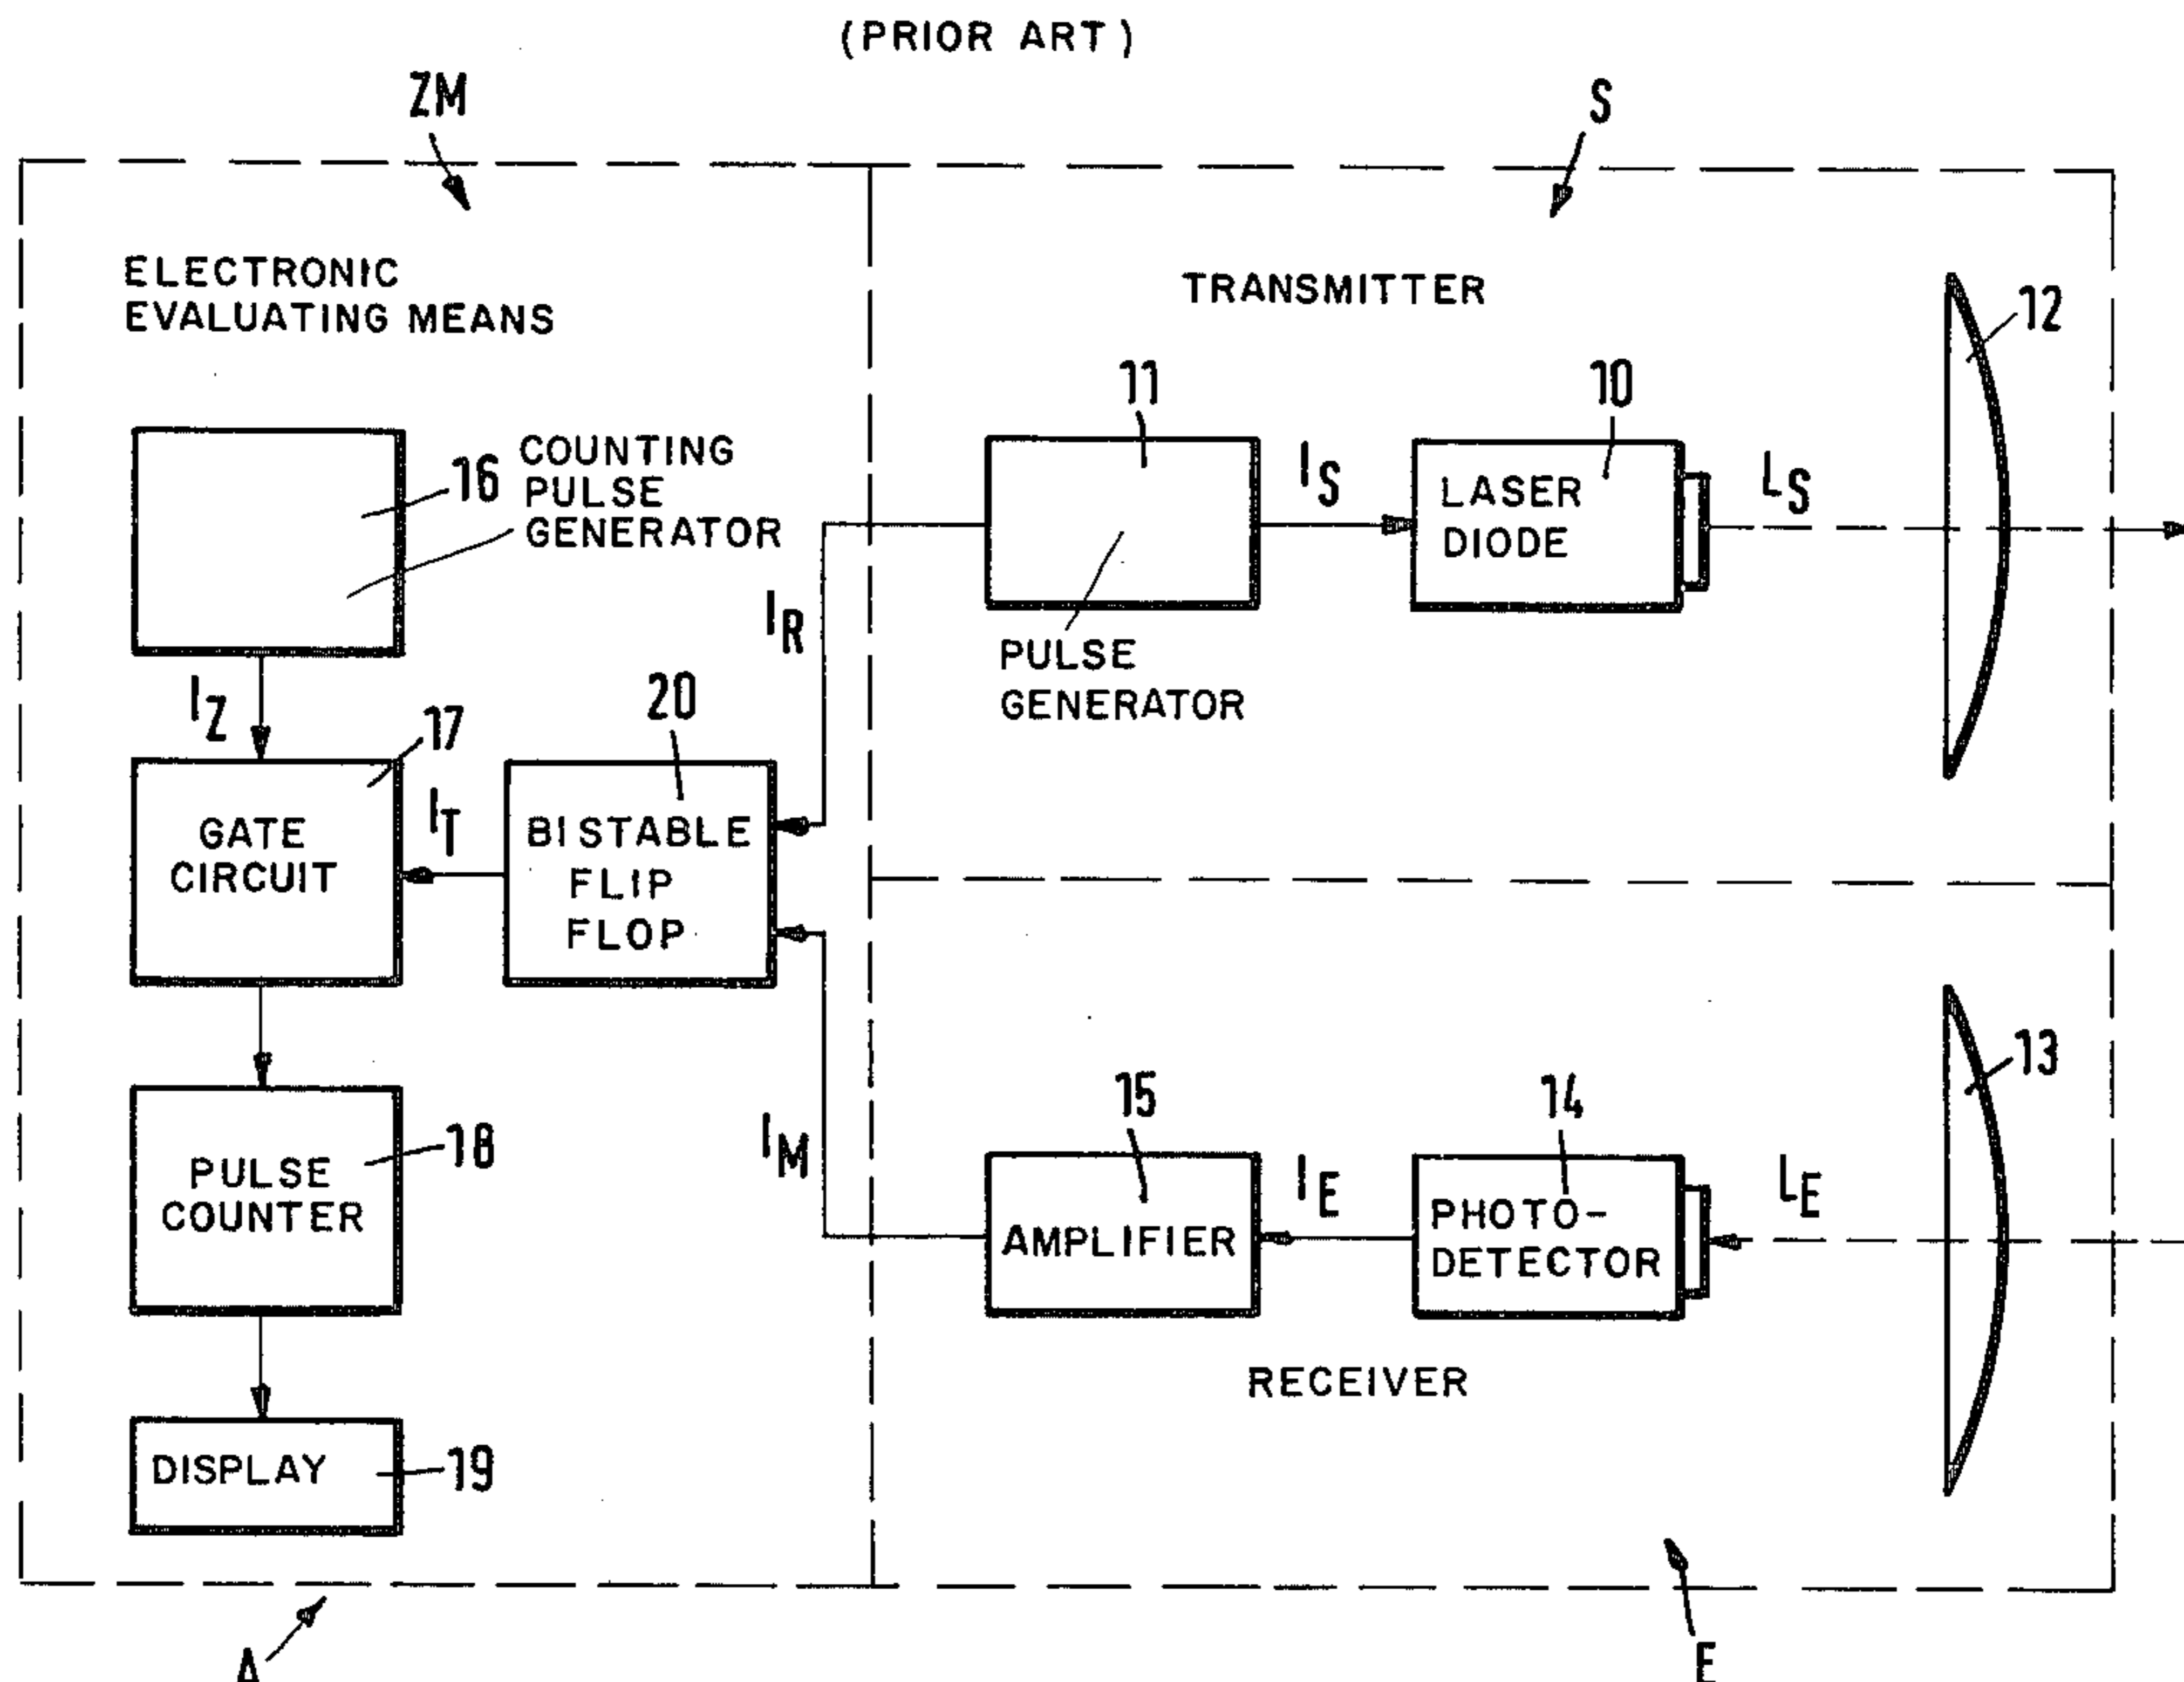 (PRIOR ART)
ZM
S
ELECTRONIC
EVALUATING MEANS
TRANSMITTER
12
11
10
16
COUNTING
PULSE
GENERATOR
I_S
LASER
DIODE
L_S
I_R
PULSE
GENERATOR
I_Z
17
20
GATE
CIRCUIT
I_T
BISTABLE
FLIP
FLOP
13
15
14
18
PULSE
COUNTER
I_M
AMPLIFIER
I_E
PHOTO-
DETECTOR
L_E
RECEIVER
DISPLAY
19
A
E